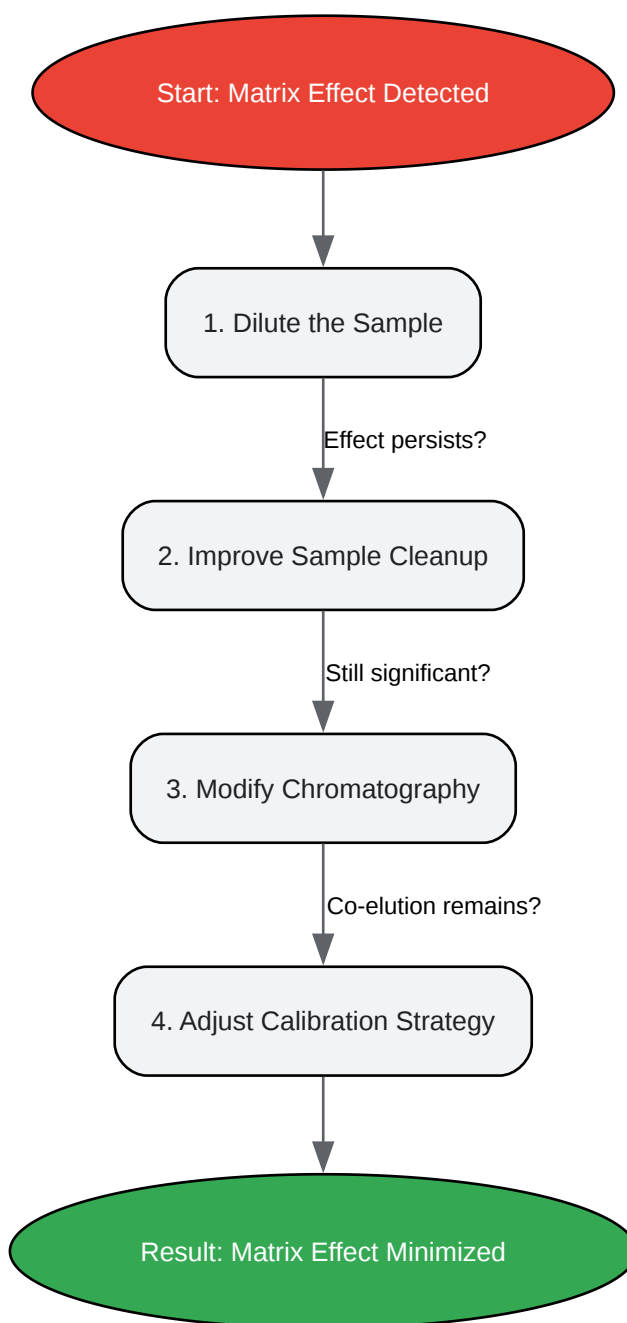 Start: Matrix Effect Detected
1. Dilute the Sample
Effect persists?
2. Improve Sample Cleanup
Still significant?
3. Modify Chromatography
Co-elution remains?
4. Adjust Calibration Strategy
Result: Matrix Effect Minimized